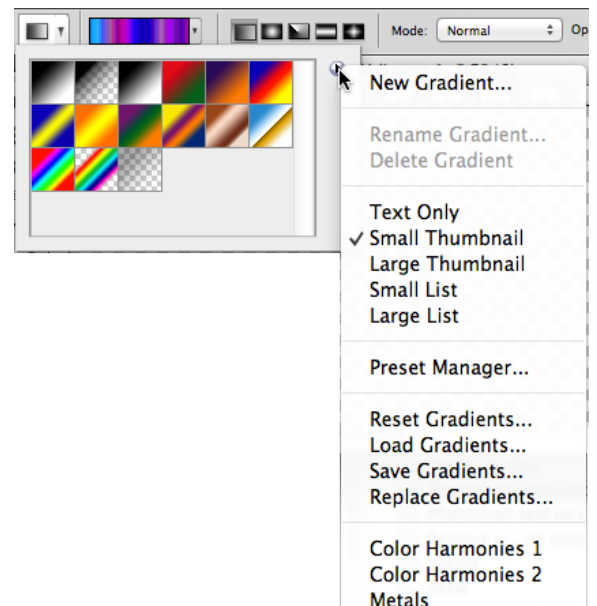 Mode: Normal Op
New Gradient...
Rename Gradient...
Delete Gradient
Text Only
✓ Small Thumbnail
Large Thumbnail
Small List
Large List
Preset Manager...
Reset Gradients...
Load Gradients...
Save Gradients...
Replace Gradients...
Color Harmonies 1
Color Harmonies 2
Metals